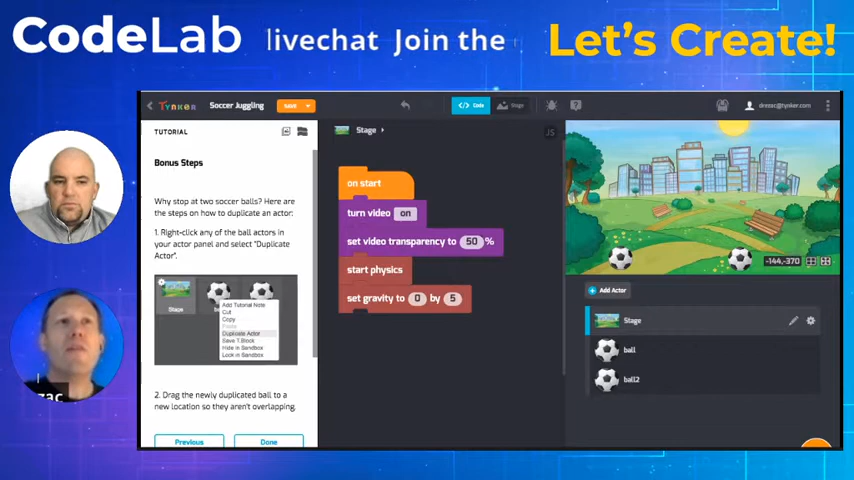 CodeLab
livechat Join the
Let's Create!
Tynker
Soccer Juggling
save
Code
Stage
drezac@tynker.com
TUTORIAL
Stage
JS
Bonus Steps
Why stop at two soccer balls? Here are
the steps on how to duplicate an actor:
1. Right-click any of the ball actors in
your actor panel and select "Duplicate
Actor".
Stage
Add Tutorial Note
Cut
Copy
Duplicate Actor
Save T.Block
Hide in Sandbox
Lock in Sandbox
2. Drag the newly duplicated ball to a
new location so they aren't overlapping.
Previous
Done
on start
turn video on
set video transparency to 50 %
start physics
set gravity to 0 by 5
-144,-370
+ Add Actor
Stage
ball
ball2
zac